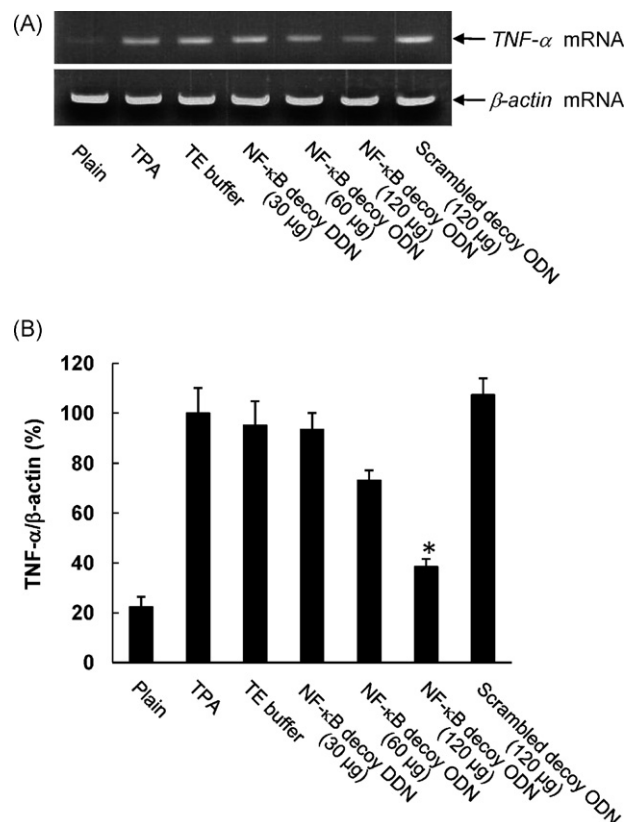 (A)
TNF-α mRNA
β-actin mRNA
Plain
TPA
TE buffer
NF-κB decoy DDN
(30 µg)
NF-κB decoy ODN
(60 µg)
NF-κB decoy ODN
(120 µg)
Scrambled decoy ODN
(120 µg)
(B)
TNF-α/β-actin (%)
120
100
80
60
40
20
0
*
Plain
TPA
TE buffer
NF-κB decoy DDN
(30 µg)
NF-κB decoy ODN
(60 µg)
NF-κB decoy ODN
(120 µg)
Scrambled decoy ODN
(120 µg)